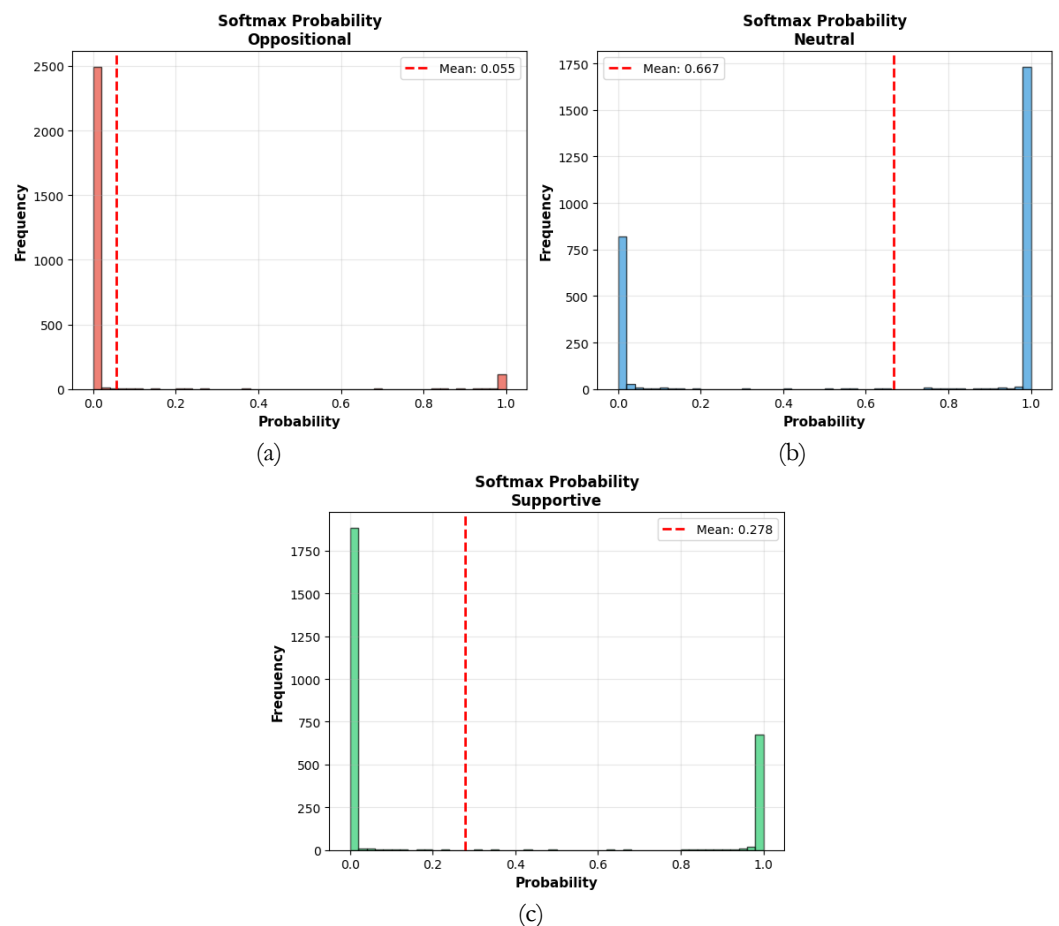 Softmax Probability
Oppositional
Mean: 0.055
Frequency
2500
2000
1500
1000
500
0
0.0 0.2 0.4 0.6 0.8 1.0
Probability
(a)
Softmax Probability
Neutral
Mean: 0.667
Frequency
1750
1500
1250
1000
750
500
250
0
0.0 0.2 0.4 0.6 0.8 1.0
Probability
(b)
Softmax Probability
Supportive
Mean: 0.278
Frequency
1750
1500
1250
1000
750
500
250
0
0.0 0.2 0.4 0.6 0.8 1.0
Probability
(c)